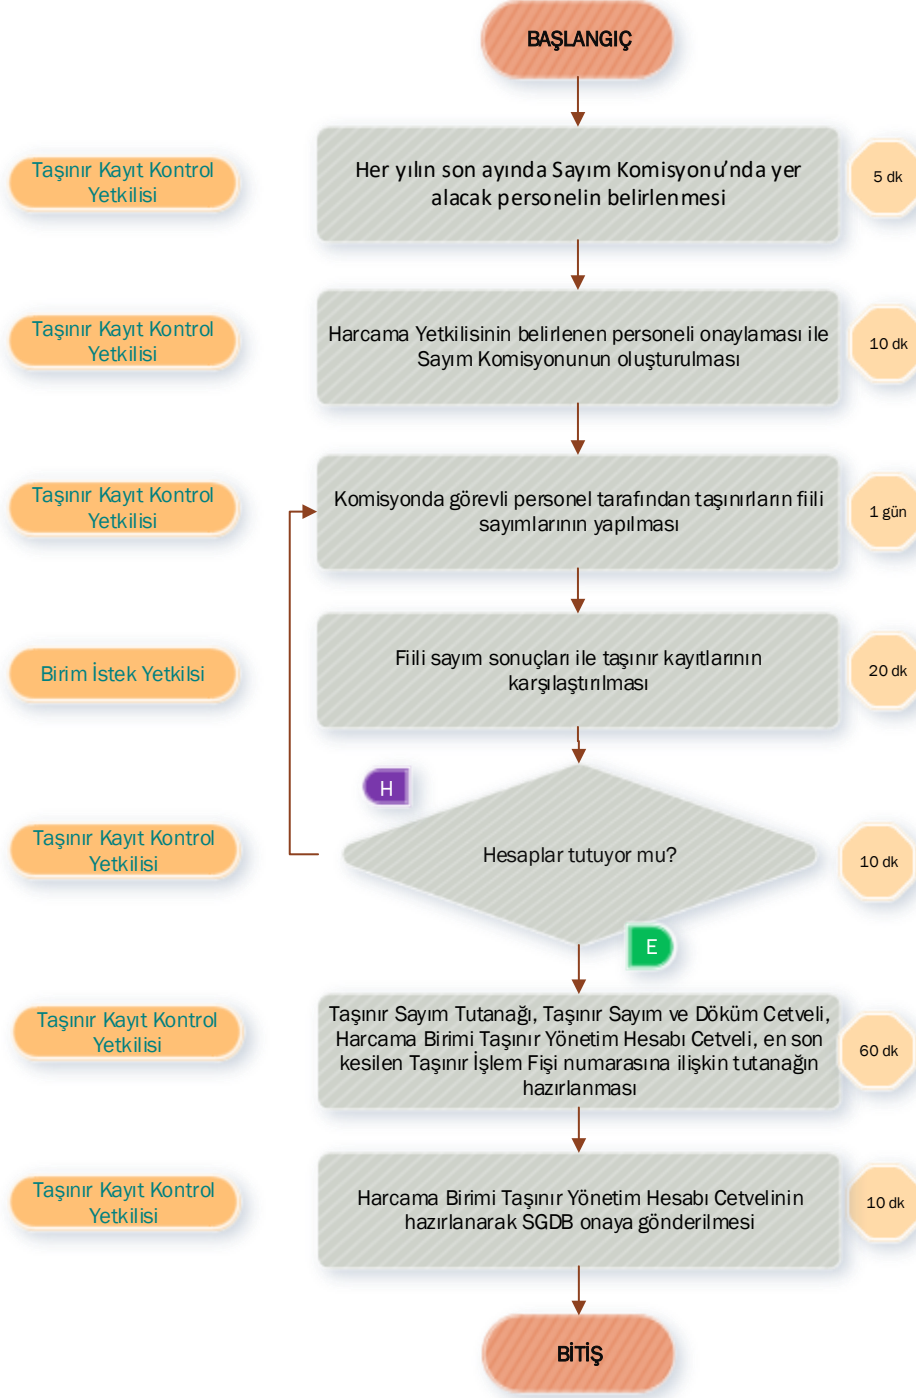 BAŞLANGIÇ
Taşınır Kayıt Kontrol
Yetkilisi
Her yılın son ayında Sayım Komisyonu’nda yer
alacak personelin belirlenmesi
5 dk
Taşınır Kayıt Kontrol
Yetkilisi
Harcama Yetkilisinin belirlenen personeli onaylaması ile
Sayım Komisyonunun oluşturulması
10 dk
Taşınır Kayıt Kontrol
Yetkilisi
Komisyonda görevli personel tarafından taşınırların fiili
sayımlarının yapılması
1 gün
Birim İstek Yetkilsi
Fiili sayım sonuçları ile taşınır kayıtlarının
karşılaştırılması
20 dk
H
Taşınır Kayıt Kontrol
Yetkilisi
Hesaplar tutuyor mu?
10 dk
E
Taşınır Kayıt Kontrol
Yetkilisi
Taşınır Sayım Tutanağı, Taşınır Sayım ve Döküm Cetveli,
Harcama Birimi Taşınır Yönetim Hesabı Cetveli, en son
kesilen Taşınır İşlem Fişi numarasına ilişkin tutanağın
hazırlanması
60 dk
Taşınır Kayıt Kontrol
Yetkilisi
Harcama Birimi Taşınır Yönetim Hesabı Cetvelinin
hazırlanarak SGDB onaya gönderilmesi
10 dk
BİTİŞ